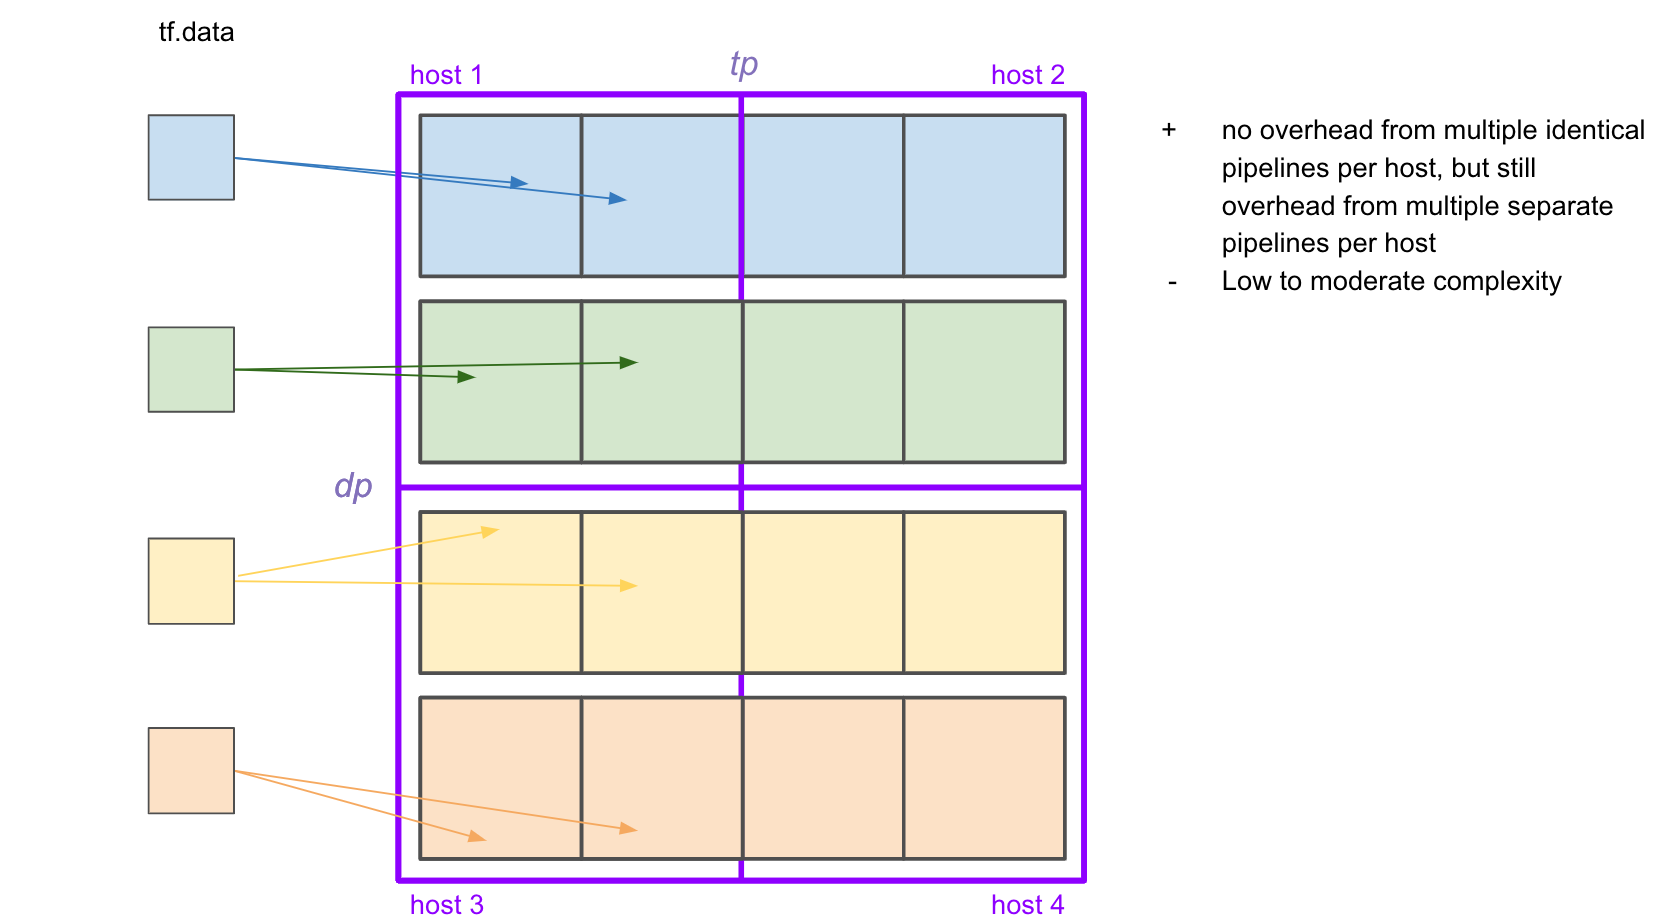 tf.data
host 1
tp
host 2
+ no overhead from multiple identical
pipelines per host, but still
overhead from multiple separate
pipelines per host
- Low to moderate complexity
dp
host 3
host 4